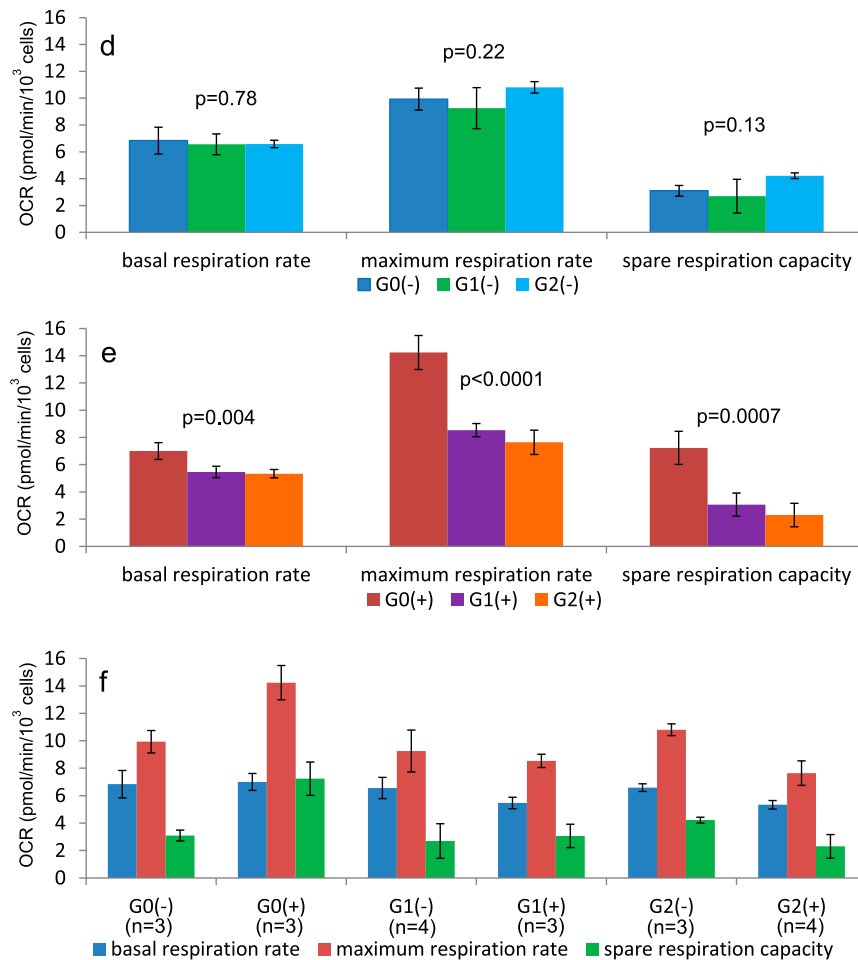 d
OCR (pmol/min/10³ cells)
16
14
12
10
8
6
4
2
0
p=0.78
p=0.22
p=0.13
basal respiration rate
maximum respiration rate
spare respiration capacity
G0(-) G1(-) G2(-)
e
OCR (pmol/min/10³ cells)
16
14
12
10
8
6
4
2
0
p=0.004
p<0.0001
p=0.0007
basal respiration rate
maximum respiration rate
spare respiration capacity
G0(+) G1(+) G2(+)
f
OCR (pmol/min/10³ cells)
16
14
12
10
8
6
4
2
0
G0(-) G0(+) G1(-) G1(+) G2(-) G2(+)
(n=3) (n=3) (n=4) (n=3) (n=3) (n=4)
basal respiration rate maximum respiration rate spare respiration capacity